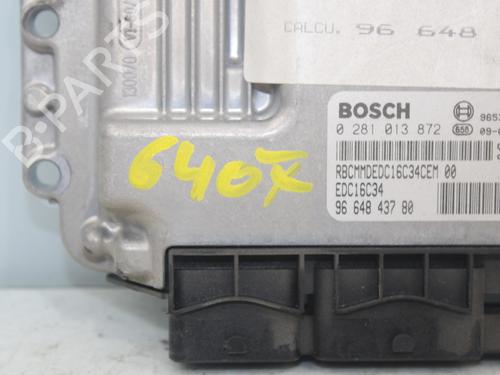 CALCU. 96 648
BOSCH
0 281 013 872
RBCMMDEDC16C34CEM 00
EDC16C34
96 648 437 80
640X
B-PARTS